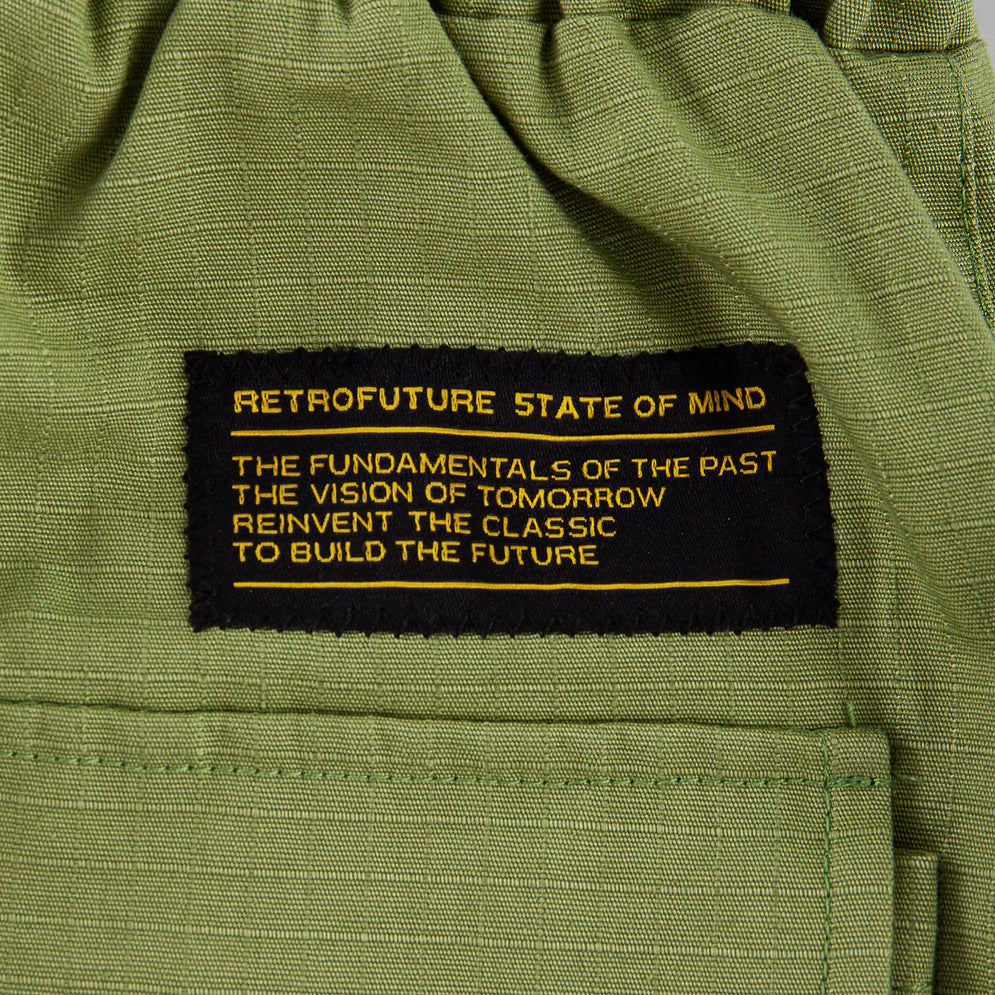 RETROFUTURE STATE OF MIND
THE FUNDAMENTALS OF THE PAST
THE VISION OF TOMORROW
REINVENT THE CLASSIC
TO BUILD THE FUTURE